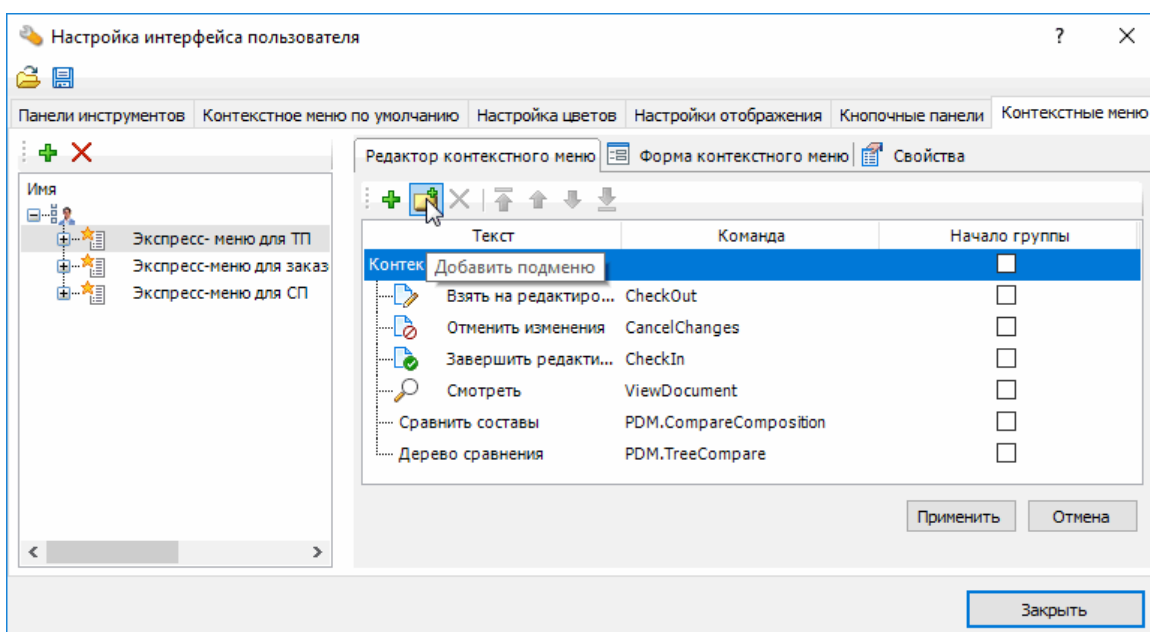 Настройка интерфейса пользователя
?
Панели инструментов Контекстное меню по умолчанию Настройка цветов Настройки отображения Кнопочные панели Контекстные меню
Редактор контекстного меню Форма контекстного меню Свойства
Имя
Экспресс- меню для ТП
Экспресс-меню для заказ
Экспресс-меню для СП
Текст Команда Начало группы
Контек
Добавить подменю
Взять на редактиро... CheckOut
Отменить изменения CancelChanges
Завершить редакти... CheckIn
Смотреть ViewDocument
Сравнить составы PDM.CompareComposition
Дерево сравнения PDM.TreeCompare
Применить Отмена
Закрыть